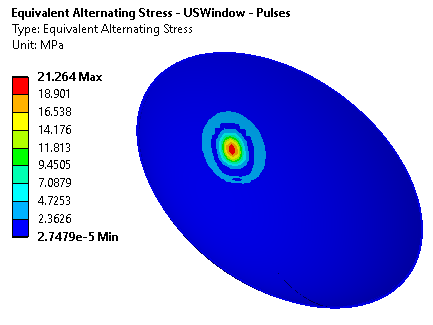 Equivalent Alternating Stress - USWindow - Pulses
Type: Equivalent Alternating Stress
Unit: MPa
21.264 Max
18.901
16.538
14.176
11.813
9.4505
7.0879
4.7253
2.3626
2.7479e-5 Min